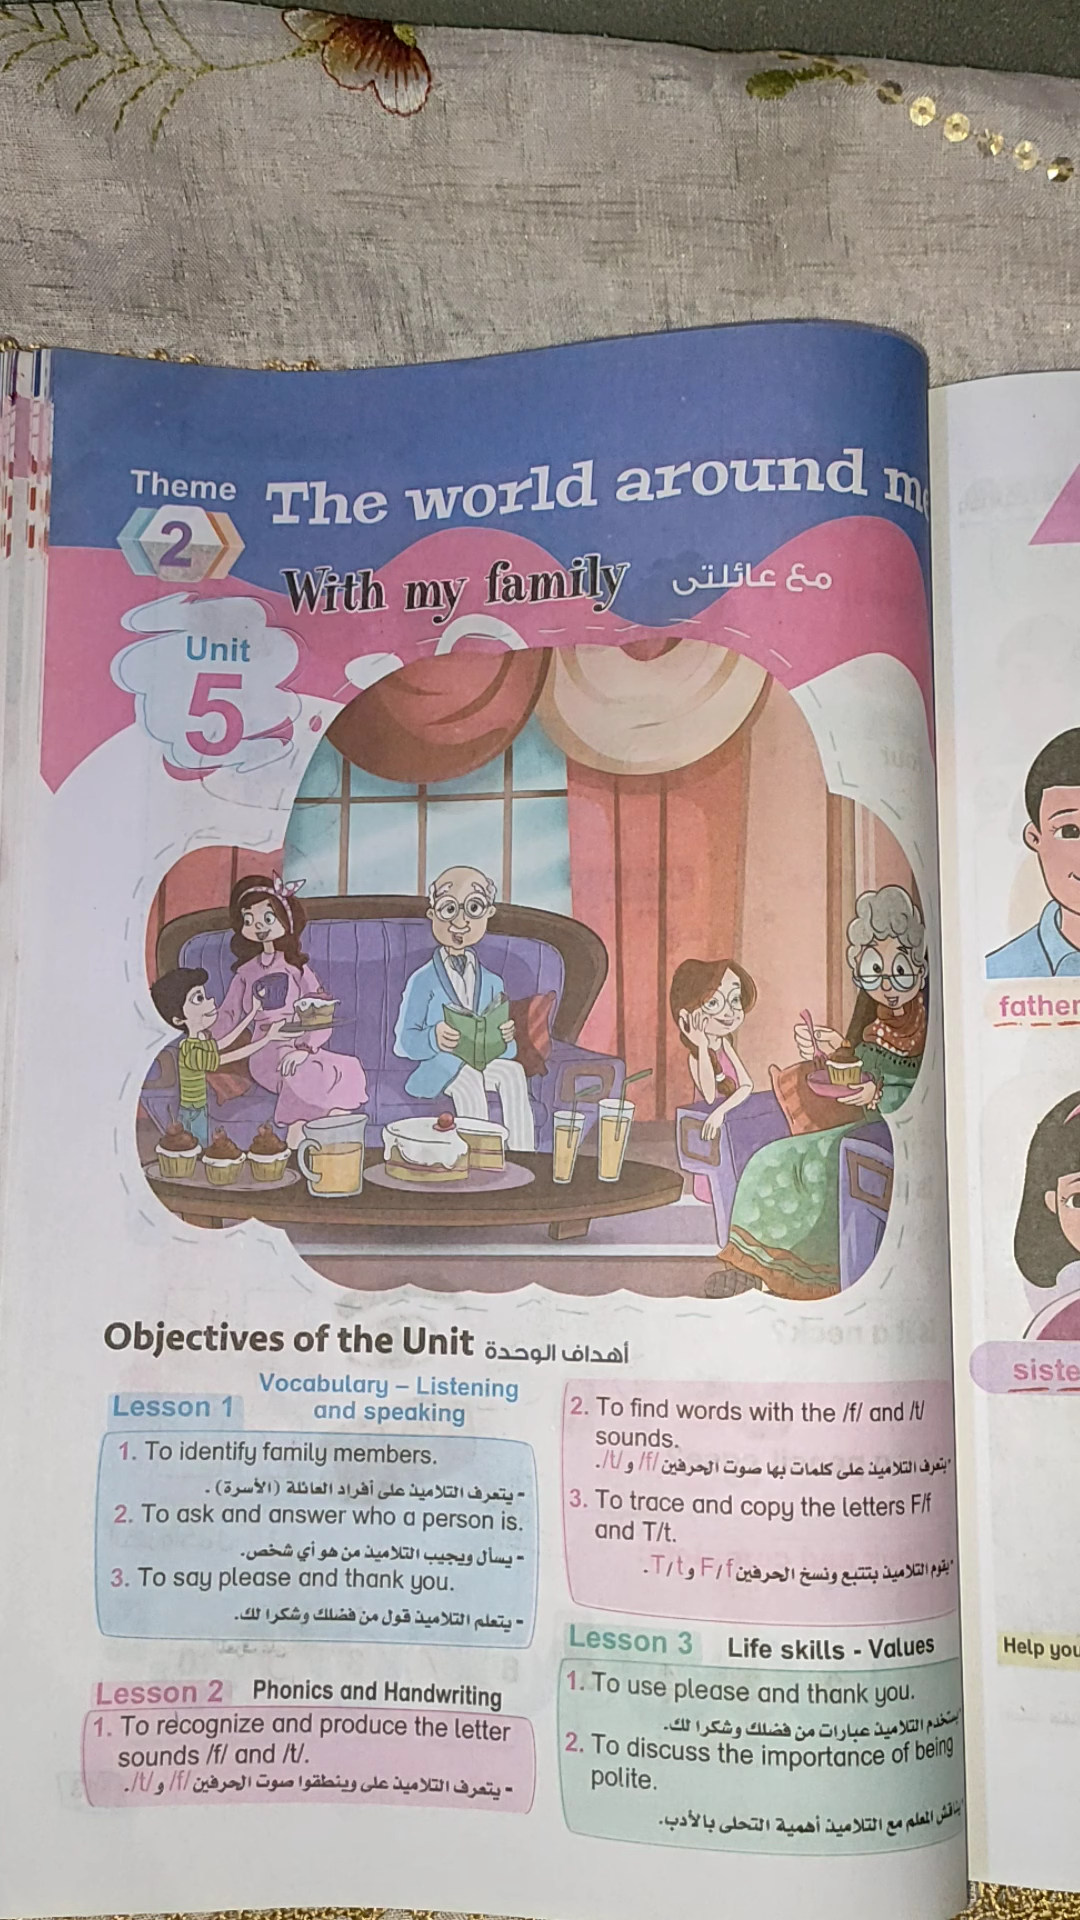 Theme
2
The world around me
With my family مع عائلتى
Unit
5
Objectives of the Unit أهداف الوحدة
Lesson 1
Vocabulary – Listening
and speaking
1. To identify family members.
- يتعرف التلاميذ على أفراد العائلة (الأسرة) .
2. To ask and answer who a person is.
- يسأل ويجيب التلاميذ من هو أي شخص.
3. To say please and thank you.
- يتعلم التلاميذ قول من فضلك وشكرا لك.
Lesson 2 Phonics and Handwriting
1. To recognize and produce the letter
sounds /f/ and /t/.
- يتعرف التلاميذ على وينطقوا صوت الحرفين /f/ و /t/.
2. To find words with the /f/ and /t/
sounds.
يتعرف التلاميذ على كلمات بها صوت الحرفين /f/ و /t/.
3. To trace and copy the letters F/f
and T/t.
يقوم التلاميذ بتتبع ونسخ الحرفين F/f و T/t.
Lesson 3 Life skills - Values
1. To use please and thank you.
يستخدم التلاميذ عبارات من فضلك وشكرا لك.
2. To discuss the importance of being
polite.
يناقش المعلم مع التلاميذ أهمية التحلى بالأدب.
father
siste
Help you